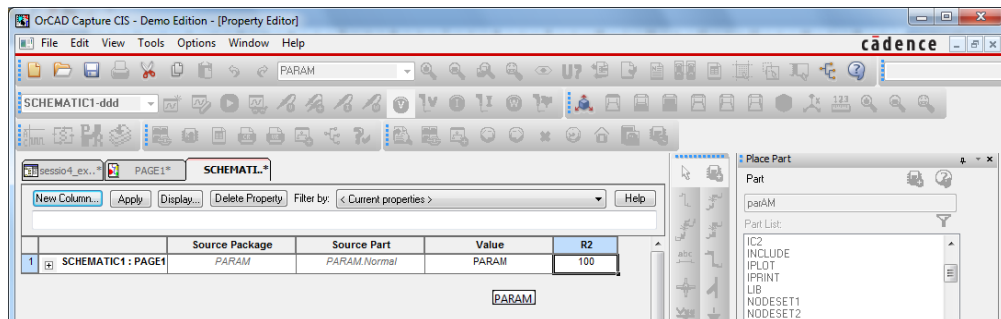 OrCAD Capture CIS - Demo Edition - [Property Editor]
File Edit View Tools Options Window Help
cādence
PARAM
U?
SCHEMATIC1-ddd
V
I
W
123
sessio4_ex..*
PAGE1*
SCHEMATI..*
New Column... Apply Display... Delete Property Filter by: < Current properties > Help
Source Package Source Part Value R2
1 SCHEMATIC1 : PAGE1 PARAM PARAM.Normal PARAM 100
PARAM
abc
Place Part
Part
parAM
Part List:
IC2
INCLUDE
IPLOT
IPRINT
LIB
NODESET1
NODESET2